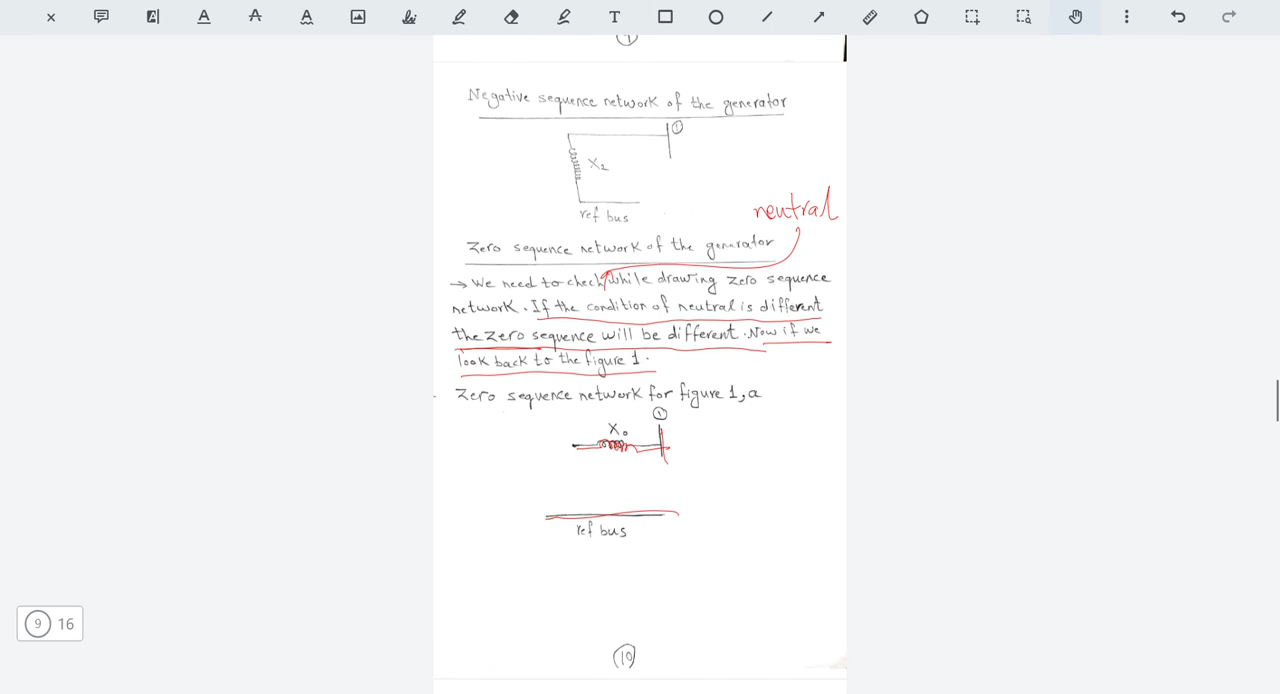 T
1
Negative sequence network of the generator
1
X2
ref bus
neutral
Zero sequence network of the generator
→ We need to check while drawing zero sequence
network. If the condition of neutral is different
the zero sequence will be different. Now if we
look back to the figure 1.
Zero sequence network for figure 1, a
1
X0
ref bus
9 16
10